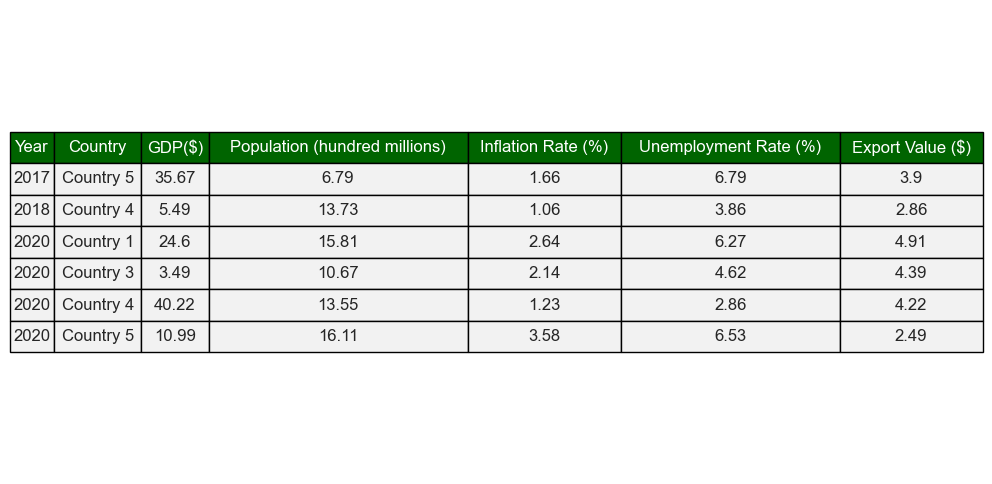 Year Country GDP($) Population (hundred millions) Inflation Rate (%) Unemployment Rate (%) Export Value ($)
2017 Country 5 35.67 6.79 1.66 6.79 3.9
2018 Country 4 5.49 13.73 1.06 3.86 2.86
2020 Country 1 24.6 15.81 2.64 6.27 4.91
2020 Country 3 3.49 10.67 2.14 4.62 4.39
2020 Country 4 40.22 13.55 1.23 2.86 4.22
2020 Country 5 10.99 16.11 3.58 6.53 2.49